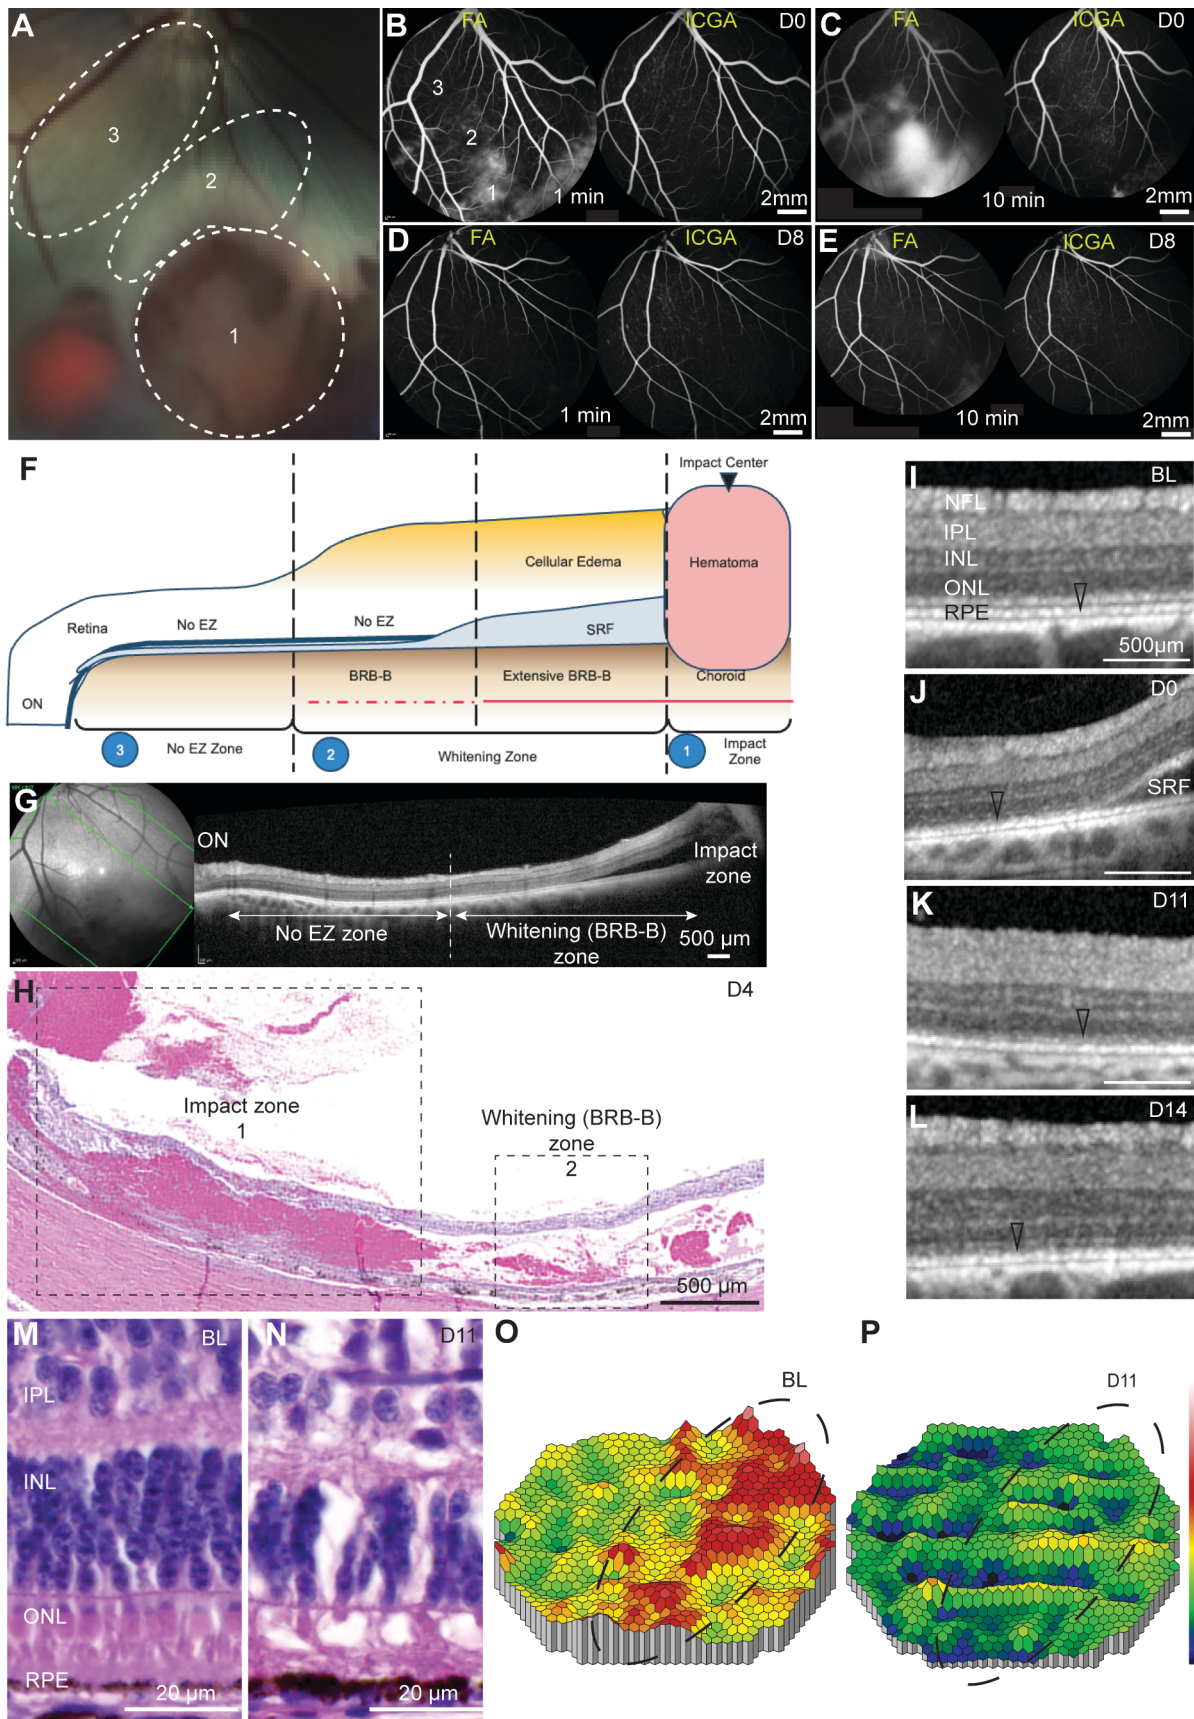 A
3
2
1
B
FA
ICGA
D0
3
2
1
1 min
2mm
C
FA
ICGA
D0
10 min
2mm
D
FA
ICGA
D8
1 min
2mm
E
FA
ICGA
D8
10 min
2mm
F
Impact Center
Cellular Edema
Hematoma
Retina
No EZ
No EZ
SRF
ON
BRB-B
Extensive BRB-B
Choroid
3
No EZ Zone
2
Whitening Zone
1
Impact
Zone
G
ON
Impact
zone
No EZ zone
Whitening (BRB-B)
zone
500 µm
H
D4
Impact zone
1
Whitening (BRB-B)
zone
2
500 µm
I
BL
NFL
IPL
INL
ONL
RPE
500µm
J
D0
SRF
K
D11
L
D14
M
BL
IPL
INL
ONL
RPE
20 µm
N
D11
20 µm
O
BL
P
D11